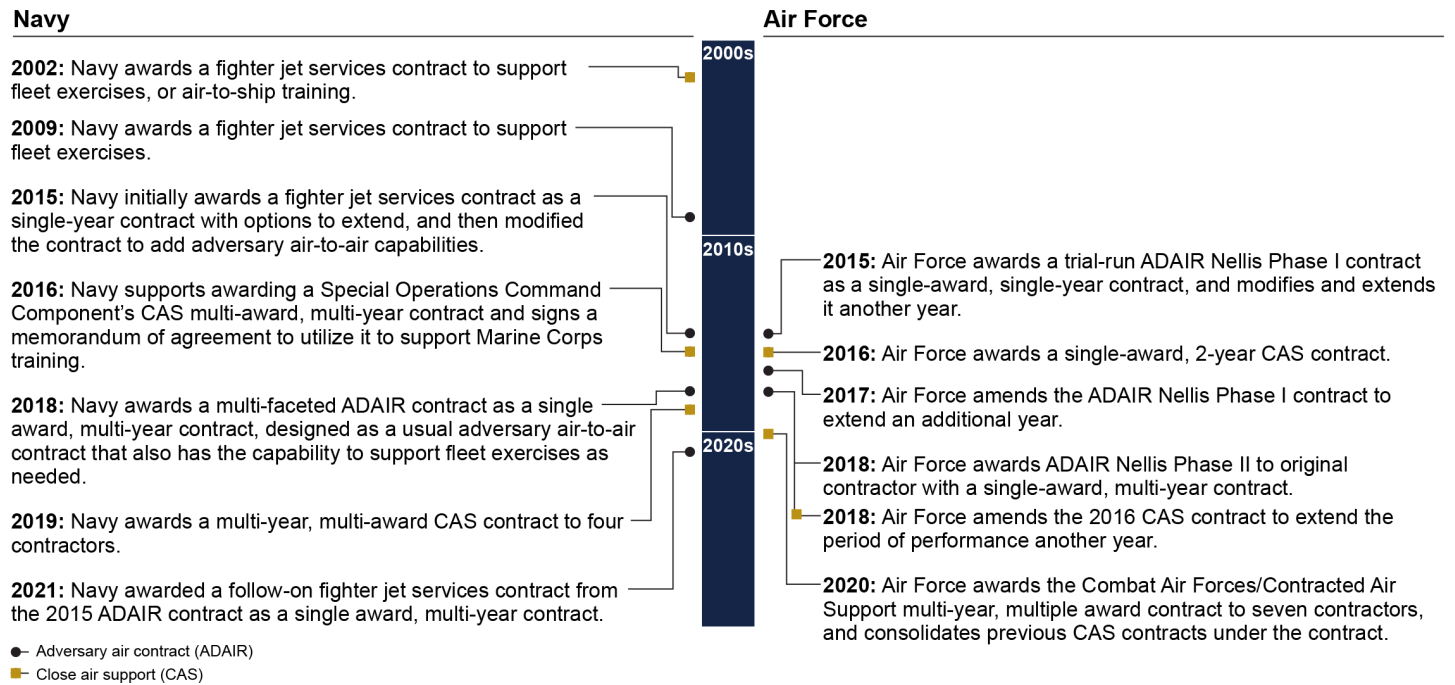 Navy
2002: Navy awards a fighter jet services contract to support
fleet exercises, or air-to-ship training.
2009: Navy awards a fighter jet services contract to support
fleet exercises.
2015: Navy initially awards a fighter jet services contract as a
single-year contract with options to extend, and then modified
the contract to add adversary air-to-air capabilities.
2016: Navy supports awarding a Special Operations Command
Component’s CAS multi-award, multi-year contract and signs a
memorandum of agreement to utilize it to support Marine Corps
training.
2018: Navy awards a multi-faceted ADAIR contract as a single
award, multi-year contract, designed as a usual adversary air-to-air
contract that also has the capability to support fleet exercises as
needed.
2019: Navy awards a multi-year, multi-award CAS contract to four
contractors.
2021: Navy awarded a follow-on fighter jet services contract from
the 2015 ADAIR contract as a single award, multi-year contract.
2000s
2010s
2020s
Air Force
2015: Air Force awards a trial-run ADAIR Nellis Phase I contract
as a single-award, single-year contract, and modifies and extends
it another year.
2016: Air Force awards a single-award, 2-year CAS contract.
2017: Air Force amends the ADAIR Nellis Phase I contract to
extend an additional year.
2018: Air Force awards ADAIR Nellis Phase II to original
contractor with a single-award, multi-year contract.
2018: Air Force amends the 2016 CAS contract to extend the
period of performance another year.
2020: Air Force awards the Combat Air Forces/Contracted Air
Support multi-year, multiple award contract to seven contractors,
and consolidates previous CAS contracts under the contract.
Adversary air contract (ADAIR)
Close air support (CAS)